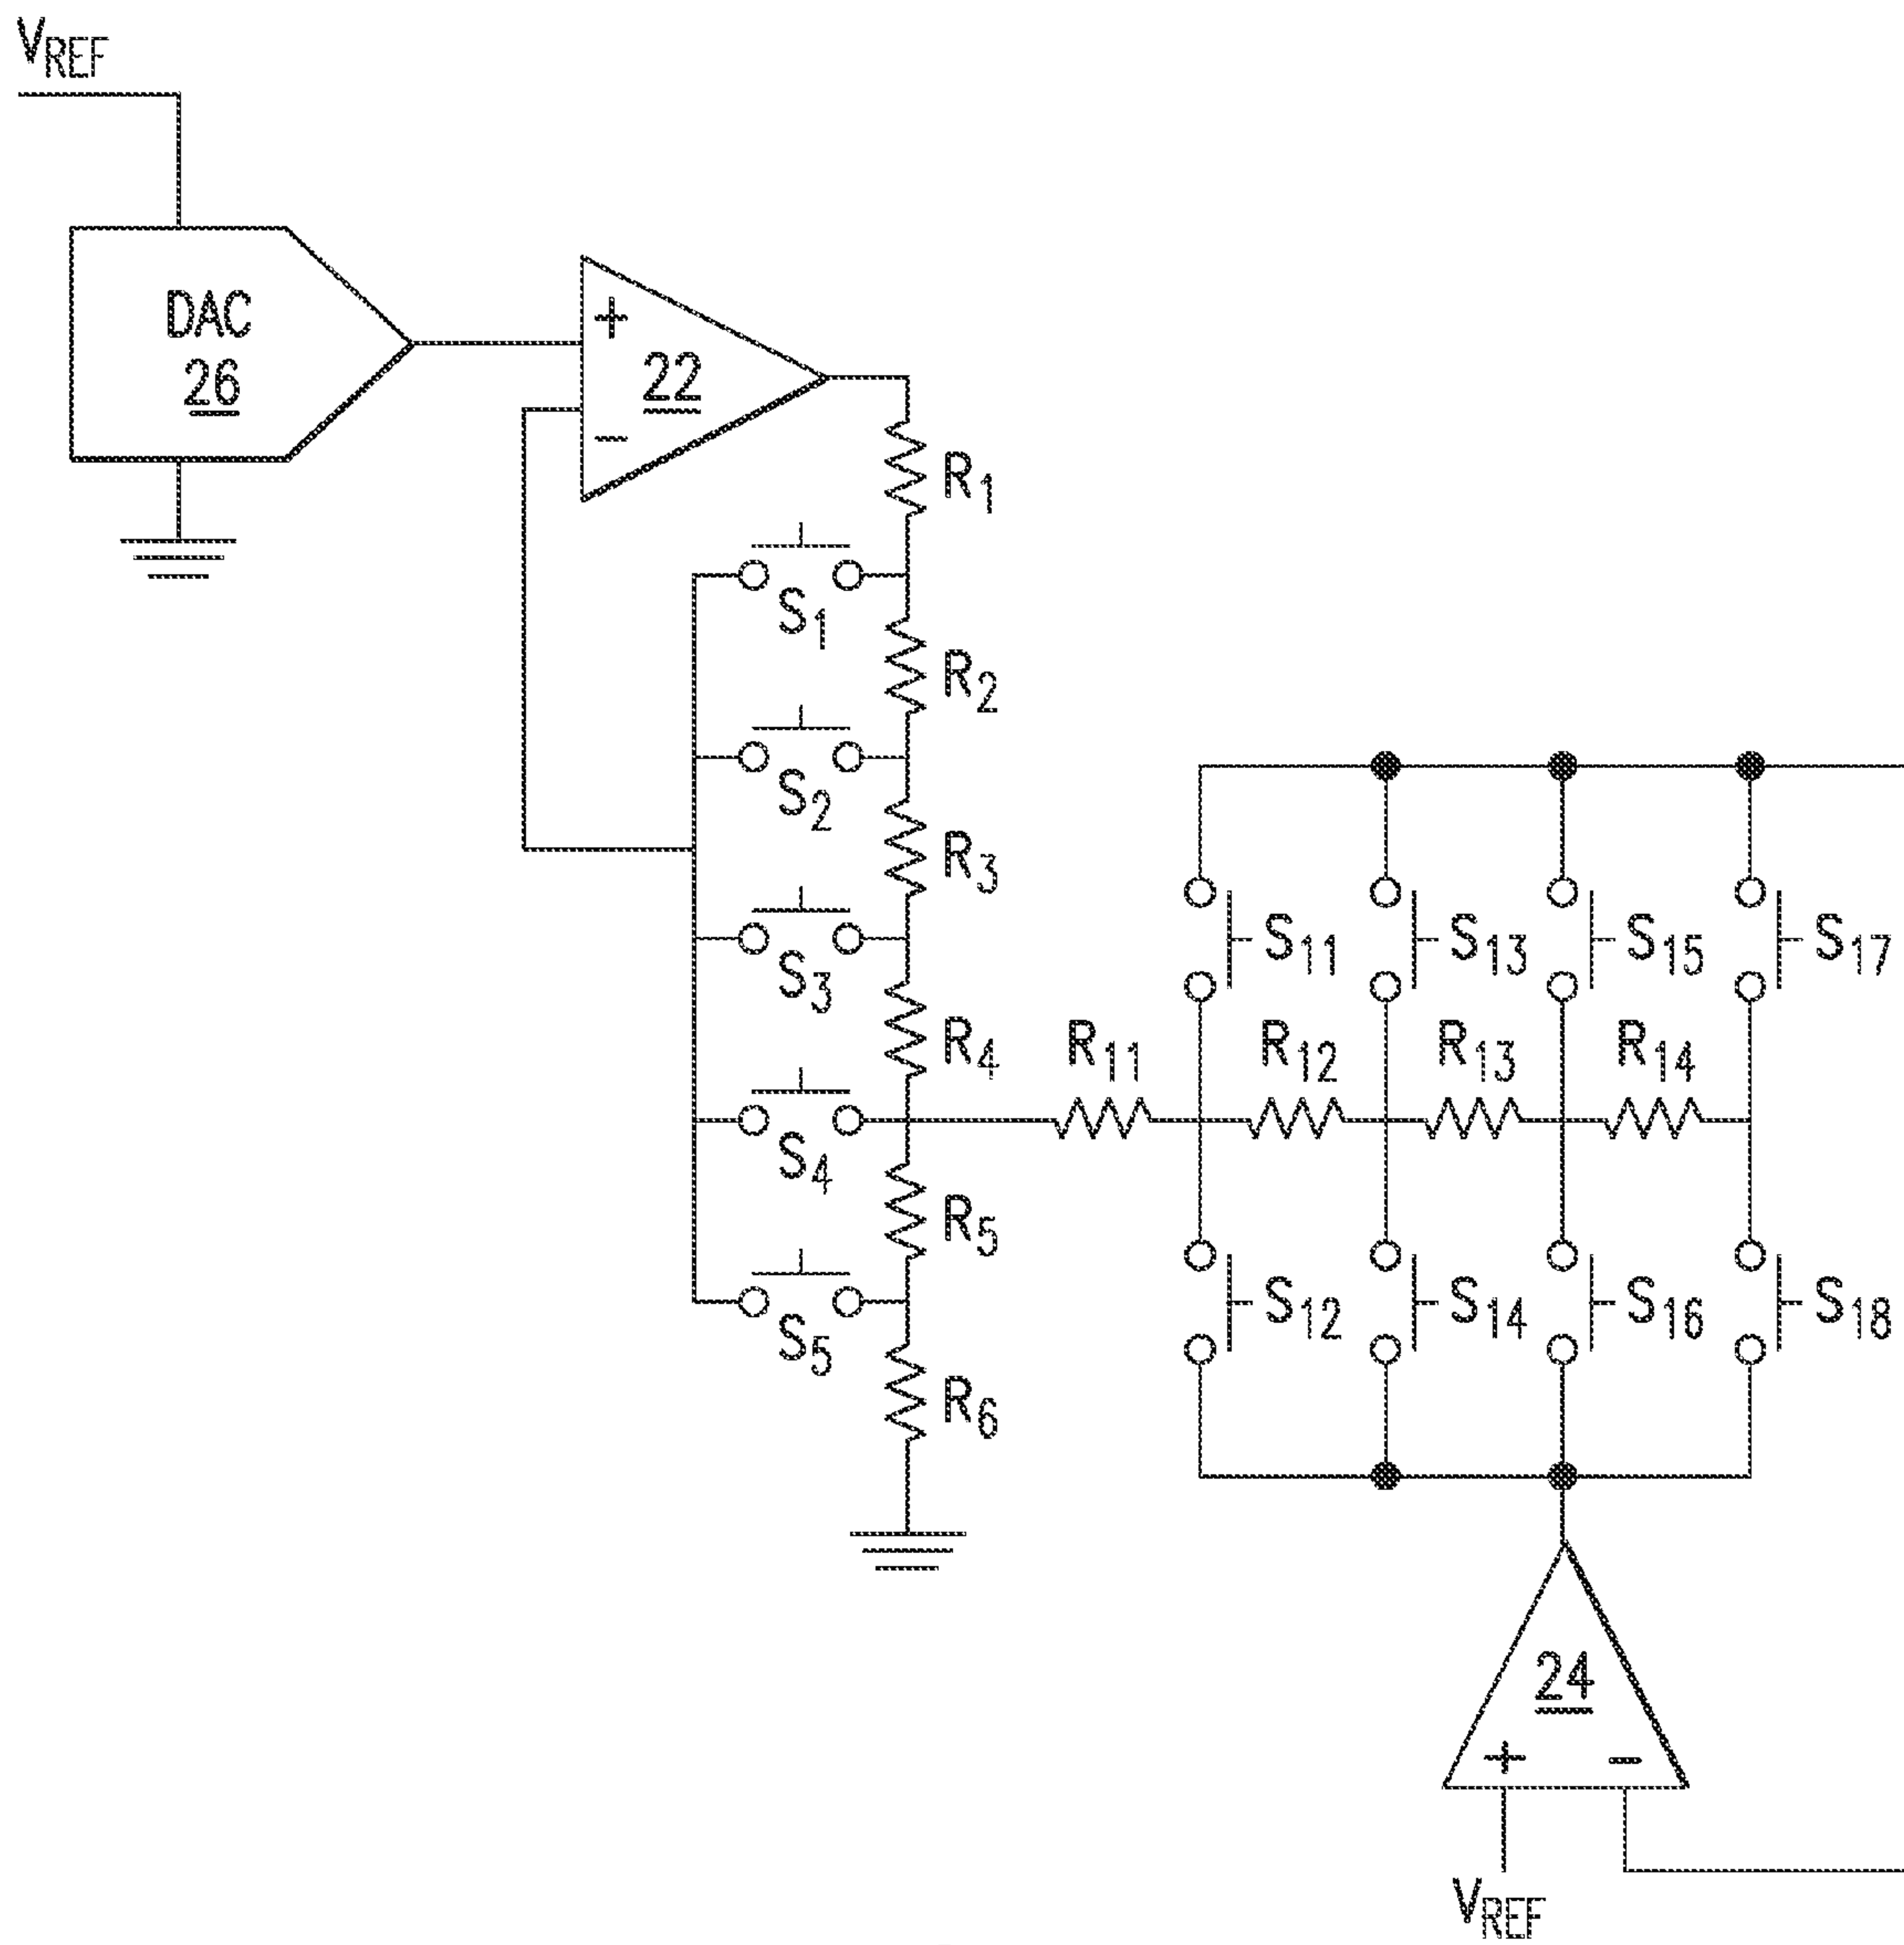 VREF
DAC
26
+
22
−
R1
S1
R2
S2
R3
S3
R4
S4
R5
S5
R6
S11
S13
S15
S17
R11
R12
R13
R14
S12
S14
S16
S18
24
+ −
VREF